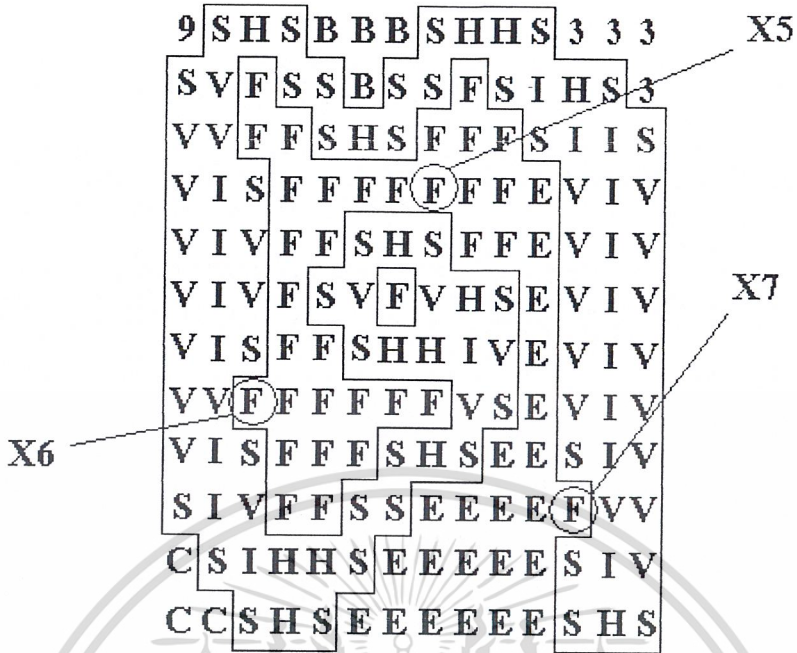 9 S H S B B B S H H S 3 3 3
X5
S V F S S B S S F S I H S 3
V V F F S H S F F F S I I S
V I S F F F F F F F E V I V
V I V F F S H S F F E V I V
V I V F S V F V H S E V I V
X7
V I S F F S H H I V E V I V
V V F F F F F F V S E V I V
X6
V I S F F F S H S E E S I V
S I V F F S S E E E E F V V
C S I H H S E E E E E S I V
C C S H S E E E E E E S H S